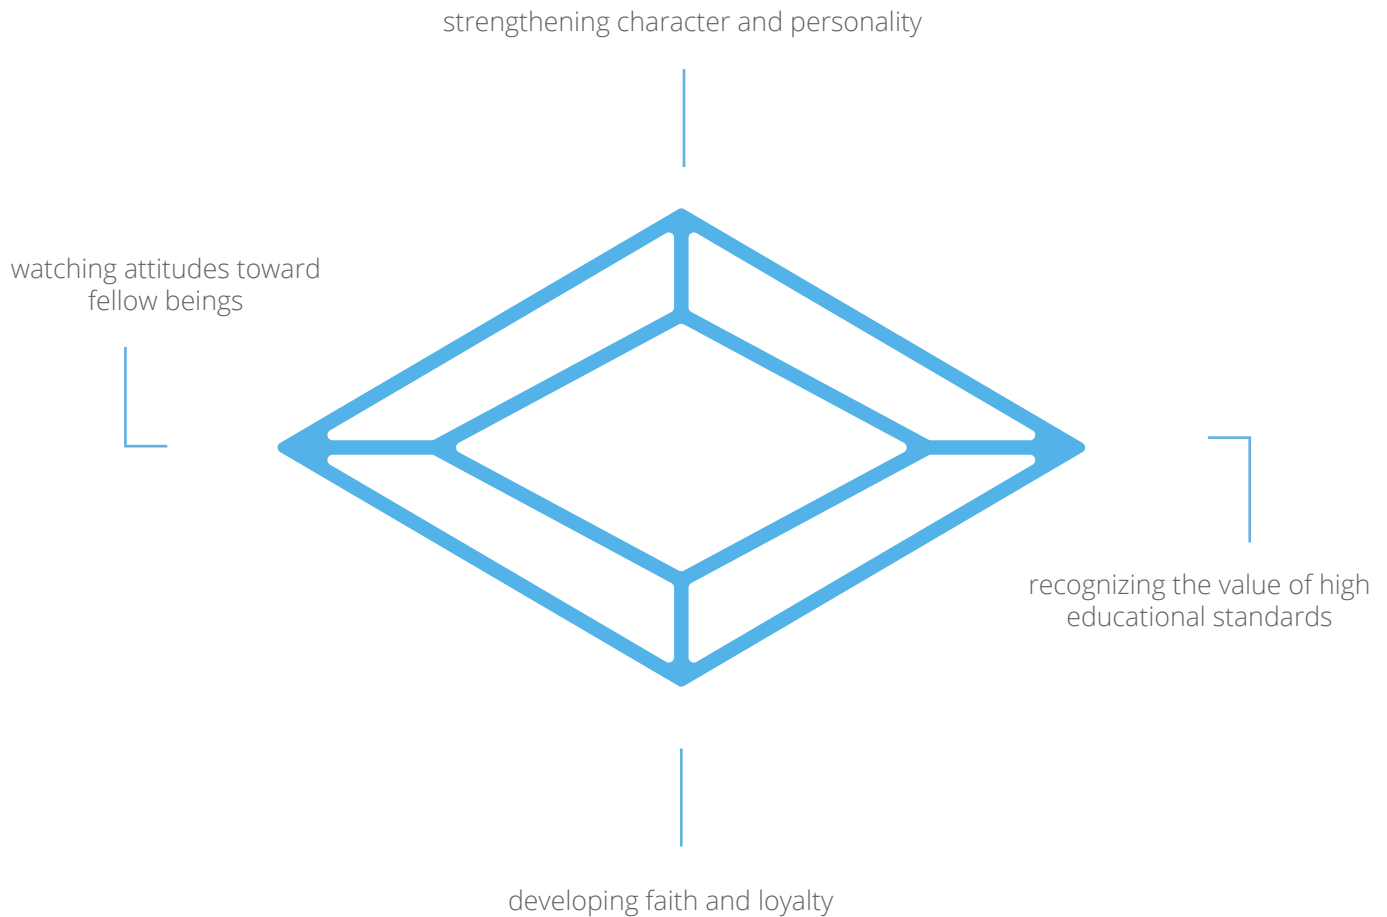 strengthening character and personality
watching attitudes toward
fellow beings
recognizing the value of high
educational standards
developing faith and loyalty